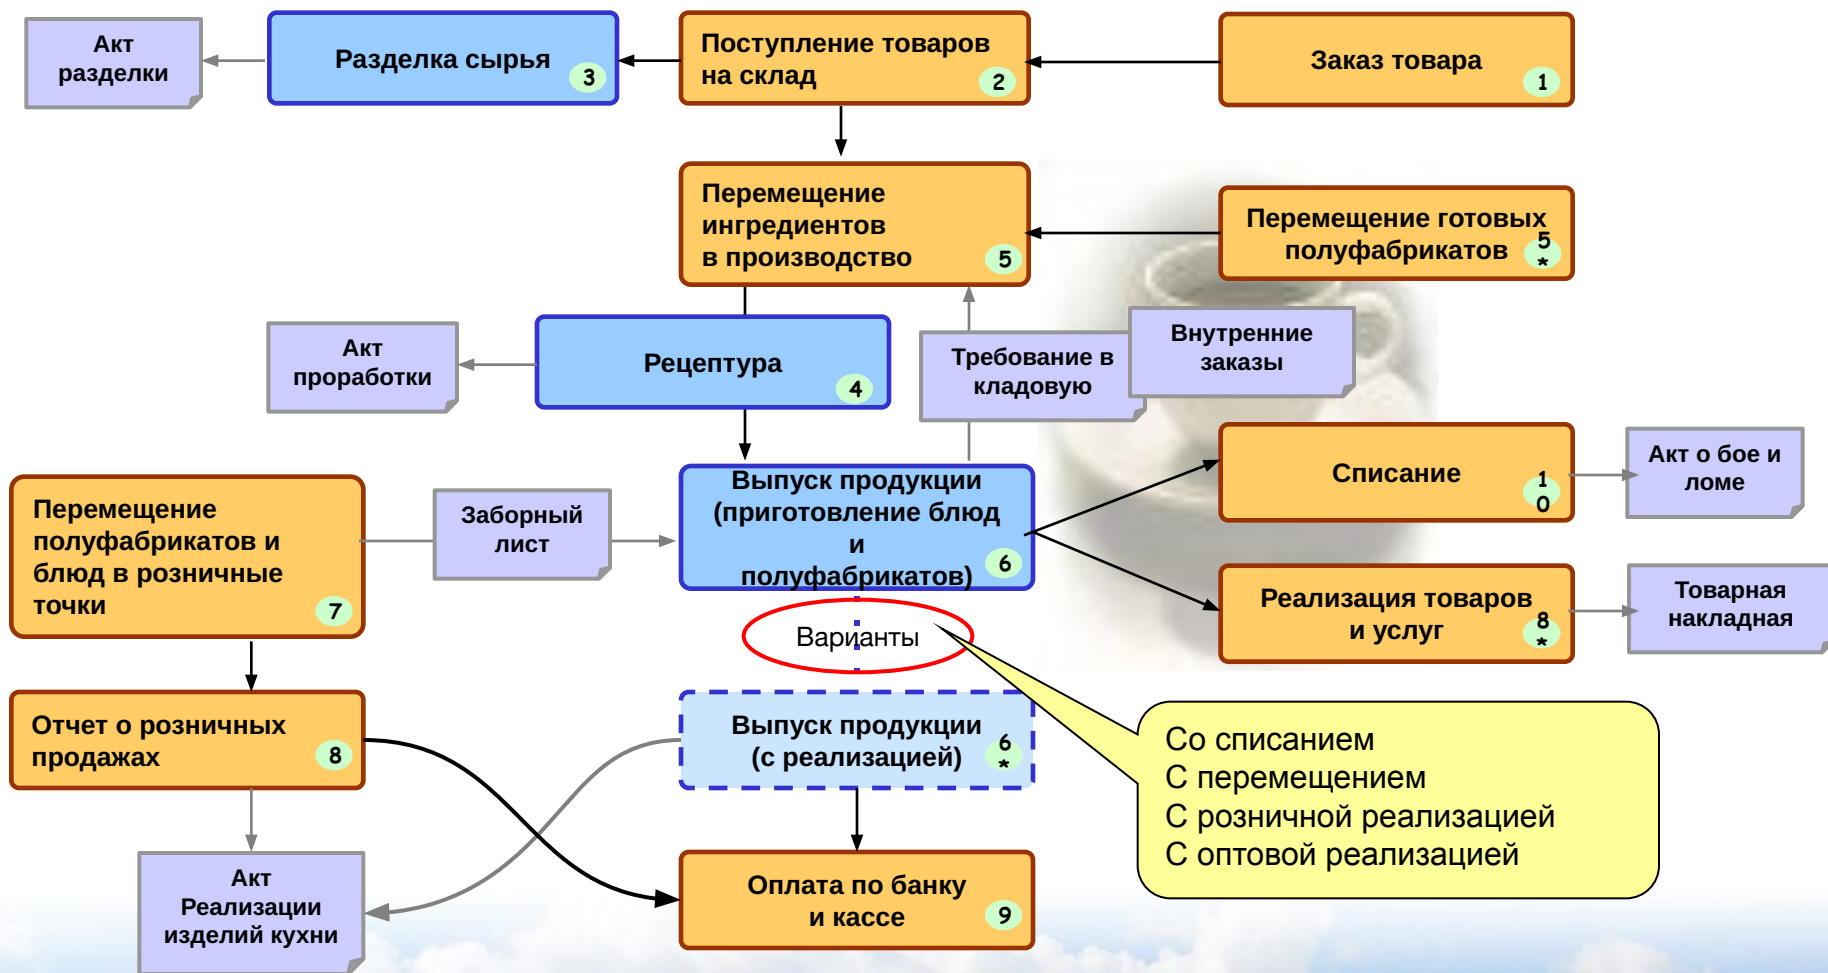 Акт
разделки
Разделка сырья
3
Поступление товаров
на склад
2
Заказ товара
1
Перемещение
ингредиентов
в производство
5
Перемещение готовых
полуфабрикатов
5
*
Акт
проработки
Рецептура
4
Требование в
кладовую
Внутренние
заказы
Перемещение
полуфабрикатов и
блюд в розничные
точки
7
Заборный
лист
Выпуск продукции
(приготовление блюд
и
полуфабрикатов)
6
Списание
1
0
Акт о бое и
ломе
Реализация товаров
и услуг
8
*
Товарная
накладная
Варианты
Отчет о розничных
продажах
8
Выпуск продукции
(с реализацией)
6
*
Со списанием
С перемещением
С розничной реализацией
С оптовой реализацией
Акт
Реализации
изделий кухни
Оплата по банку
и кассе
9